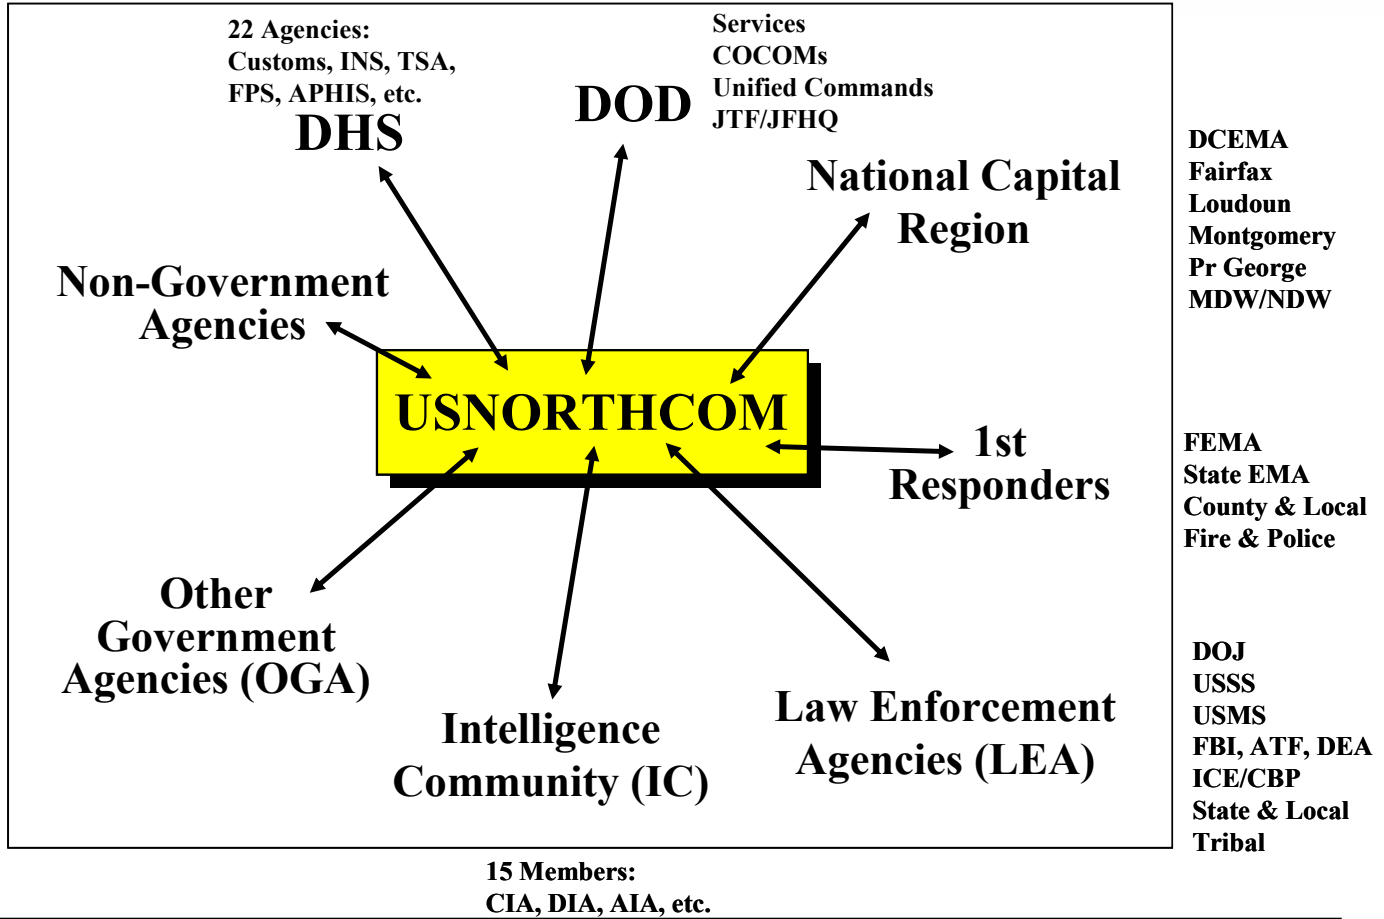 22 Agencies:
Customs, INS, TSA,
FPS, APHIS, etc.
DHS
DOD
Services
COCOMs
Unified Commands
JTF/JFHQ
National Capital
Region
DCEMA
Fairfax
Loudoun
Montgomery
Pr George
MDW/NDW
Non-Government
Agencies
USNORTHCOM
1st
Responders
FEMA
State EMA
County & Local
Fire & Police
Other
Government
Agencies (OGA)
Intelligence
Community (IC)
Law Enforcement
Agencies (LEA)
DOJ
USSS
USMS
FBI, ATF, DEA
ICE/CBP
State & Local
Tribal
15 Members:
CIA, DIA, AIA, etc.